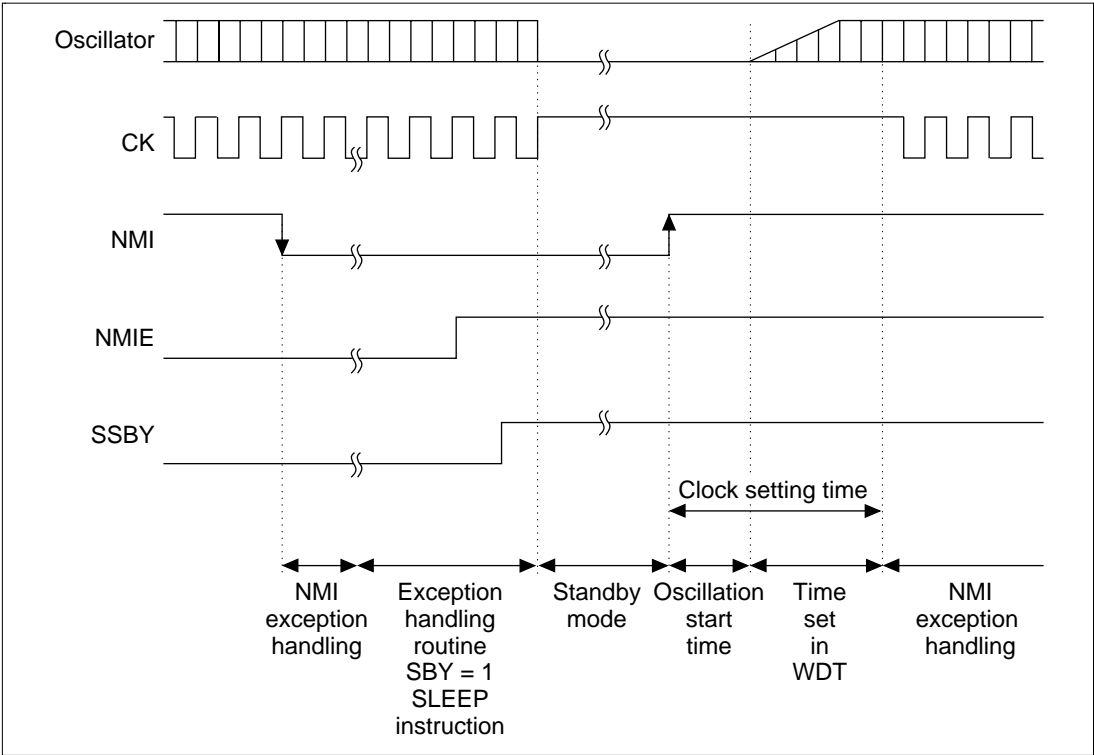 Oscillator
CK
NMI
NMIE
SSBY
Clock setting time
NMI
exception
handling
Exception
handling
routine
SBY = 1
SLEEP
instruction
Standby
mode
Oscillation
start
time
Time
set
in
WDT
NMI
exception
handling